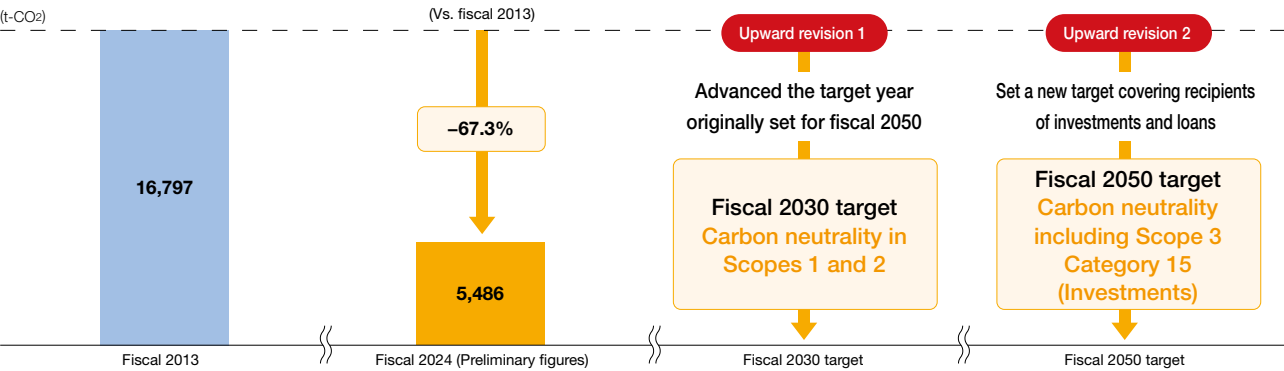 (t-CO2)
16,797
Fiscal 2013
(Vs. fiscal 2013)
–67.3%
5,486
Fiscal 2024 (Preliminary figures)
Upward revision 1
Advanced the target year
originally set for fiscal 2050
Fiscal 2030 target
Carbon neutrality in
Scopes 1 and 2
Fiscal 2030 target
Upward revision 2
Set a new target covering recipients
of investments and loans
Fiscal 2050 target
Carbon neutrality
including Scope 3
Category 15
(Investments)
Fiscal 2050 target